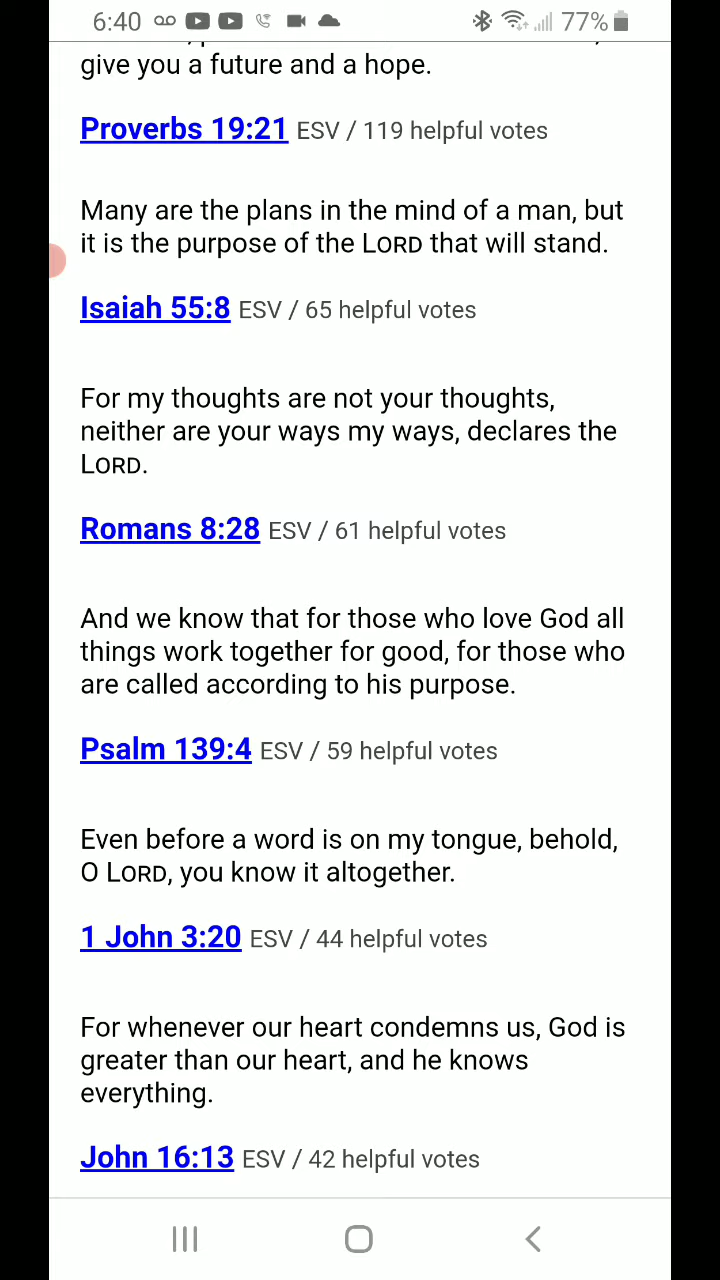 6:40 77%
give you a future and a hope.
Proverbs 19:21 ESV / 119 helpful votes
Many are the plans in the mind of a man, but
it is the purpose of the LORD that will stand.
Isaiah 55:8 ESV / 65 helpful votes
For my thoughts are not your thoughts,
neither are your ways my ways, declares the
LORD.
Romans 8:28 ESV / 61 helpful votes
And we know that for those who love God all
things work together for good, for those who
are called according to his purpose.
Psalm 139:4 ESV / 59 helpful votes
Even before a word is on my tongue, behold,
O LORD, you know it altogether.
1 John 3:20 ESV / 44 helpful votes
For whenever our heart condemns us, God is
greater than our heart, and he knows
everything.
John 16:13 ESV / 42 helpful votes